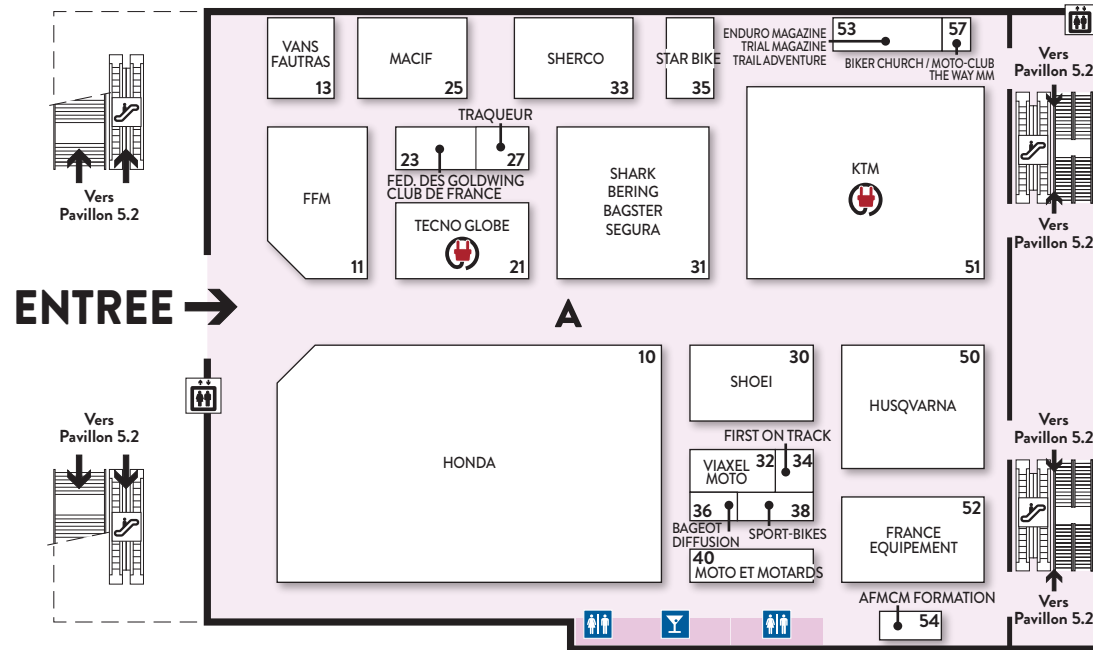 VANS
FAUTRAS
13
MACIF
25
SHERCO
33
STAR BIKE
35
ENDURO MAGAZINE
TRIAL MAGAZINE
TRAIL ADVENTURE
53
57
BIKER CHURCH / MOTO-CLUB
THE WAY MM
Vers
Pavillon 5.2
Vers
Pavillon 5.2
FFM
11
TRAQUEUR
23
27
FED. DES GOLDWING
CLUB DE FRANCE
TECNO GLOBE
21
SHARK
BERING
BAGSTER
SEGURA
31
KTM
51
Vers
Pavillon 5.2
ENTREE
A
10
HONDA
30
SHOEI
50
HUSQVARNA
Vers
Pavillon 5.2
Vers
Pavillon 5.2
FIRST ON TRACK
VIAXEL
MOTO
32
34
36
38
BAGEOT
DIFFUSION
SPORT-BIKES
40
MOTO ET MOTARDS
52
FRANCE
EQUIPEMENT
AFMCM FORMATION
54
Vers
Pavillon 5.2